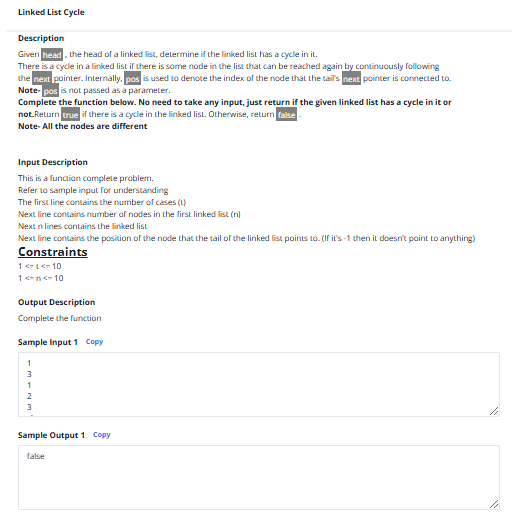 Linked List Cycle
Description
Given head , the head of a linked list, determine if the linked list has a cycle in it.
There is a cycle in a linked list if there is some node in the list that can be reached again by continuously following
the next pointer. Internally, pos is used to denote the index of the node that the tail's next pointer is connected to.
Note- pos is not passed as a parameter.
Complete the function below. No need to take any input, just return if the given linked list has a cycle in it or
not.Return true if there is a cycle in the linked list. Otherwise, return false .
Note- All the nodes are different
Input Description
This is a function complete problem.
Refer to sample input for understanding
The first line contains the number of cases (t)
Next line contains number of nodes in the first linked list (n)
Next n lines contains the linked list
Next line contains the position of the node that the tail of the linked list points to. (If it's -1 then it doesn't point to anything)
Constraints
1 <= t <= 10
1 <= n <= 10
Output Description
Complete the function
Sample Input 1 Copy
1
3
1
2
3
Sample Output 1 Copy
false